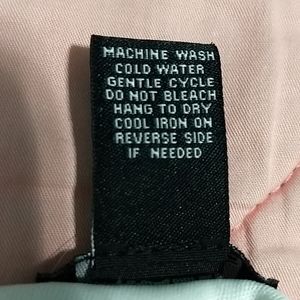 MACHINE WASH
COLD WATER
GENTLE CYCLE
DO NOT BLEACH
HANG TO DRY
COOL IRON ON
REVERSE SIDE
IF NEEDED